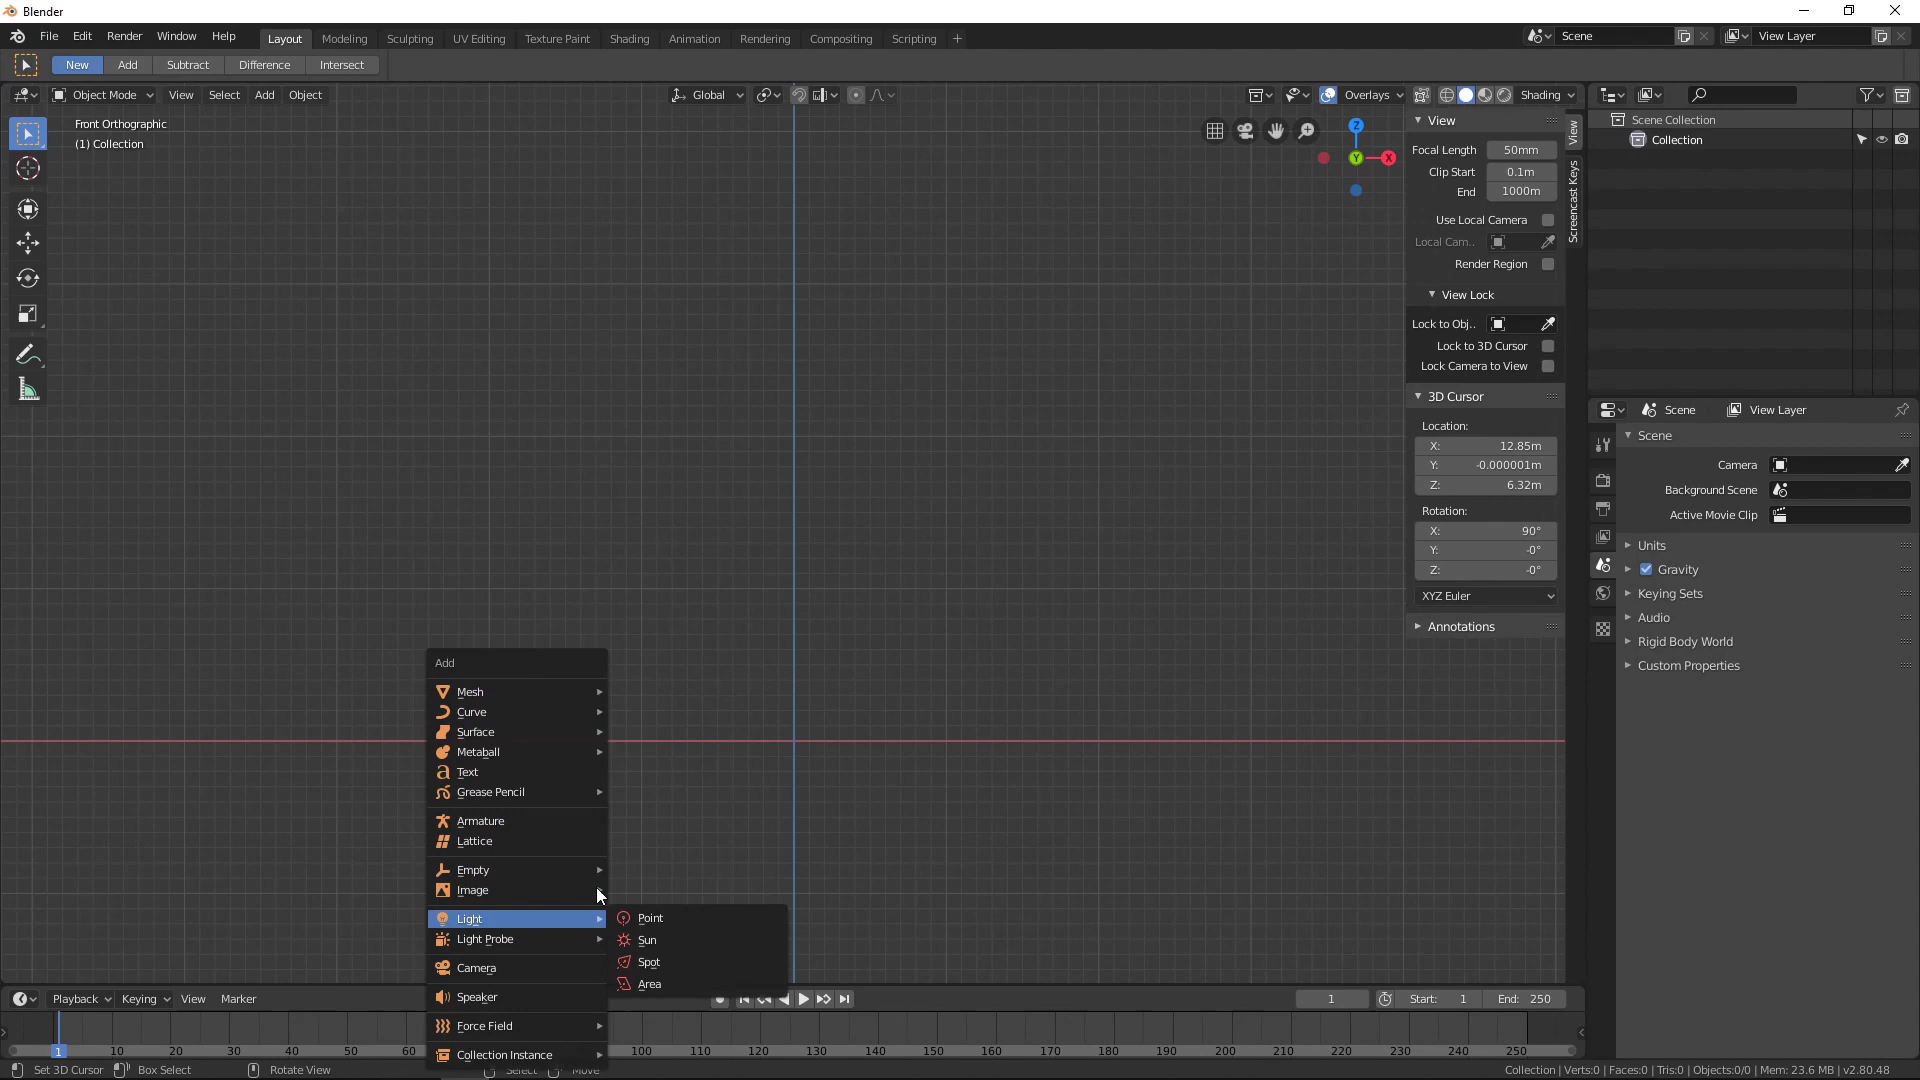 Blender
File Edit Render Window Help Layout Modeling Sculpting UV Editing Texture Paint Shading Animation Rendering Compositing Scripting + Scene View Layer
New Add Subtract Difference Intersect
Object Mode View Select Add Object Global Overlays Shading
Front Orthographic
(1) Collection
Z
Y
X
View
Focal Length 50mm
Clip Start 0.1m
End 1000m
Use Local Camera
Local Cam..
Render Region
View Lock
Lock to Obj..
Lock to 3D Cursor
Lock Camera to View
3D Cursor
Location:
X: 12.85m
Y: -0.000001m
Z: 6.32m
Rotation:
X: 90°
Y: -0°
Z: -0°
XYZ Euler
Annotations
View
Screencast Keys
Scene Collection
Collection
Scene View Layer
Scene
Camera
Background Scene
Active Movie Clip
Units
Gravity
Keying Sets
Audio
Rigid Body World
Custom Properties
Add
Mesh
Curve
Surface
Metaball
Text
Grease Pencil
Armature
Lattice
Empty
Image
Light
Light Probe
Camera
Speaker
Force Field
Collection Instance
Point
Sun
Spot
Area
Playback Keying View Marker 1 Start: 1 End: 250
1 10 20 30 40 50 60 100 110 120 130 140 150 160 170 180 190 200 210 220 230 240 250
Set 3D Cursor Box Select Rotate View Select Move Collection | Verts:0 | Faces:0 | Tris:0 | Objects:0/0 | Mem: 23.6 MB | v2.80.48